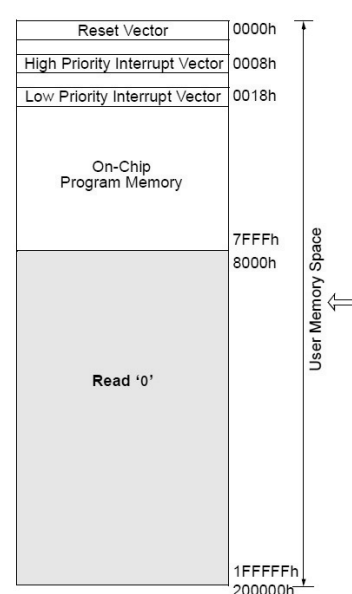 Reset Vector 0000h
High Priority Interrupt Vector 0008h
Low Priority Interrupt Vector 0018h
On-Chip
Program Memory
7FFFh
8000h
User Memory Space
Read ‘0’
1FFFFFh
200000h